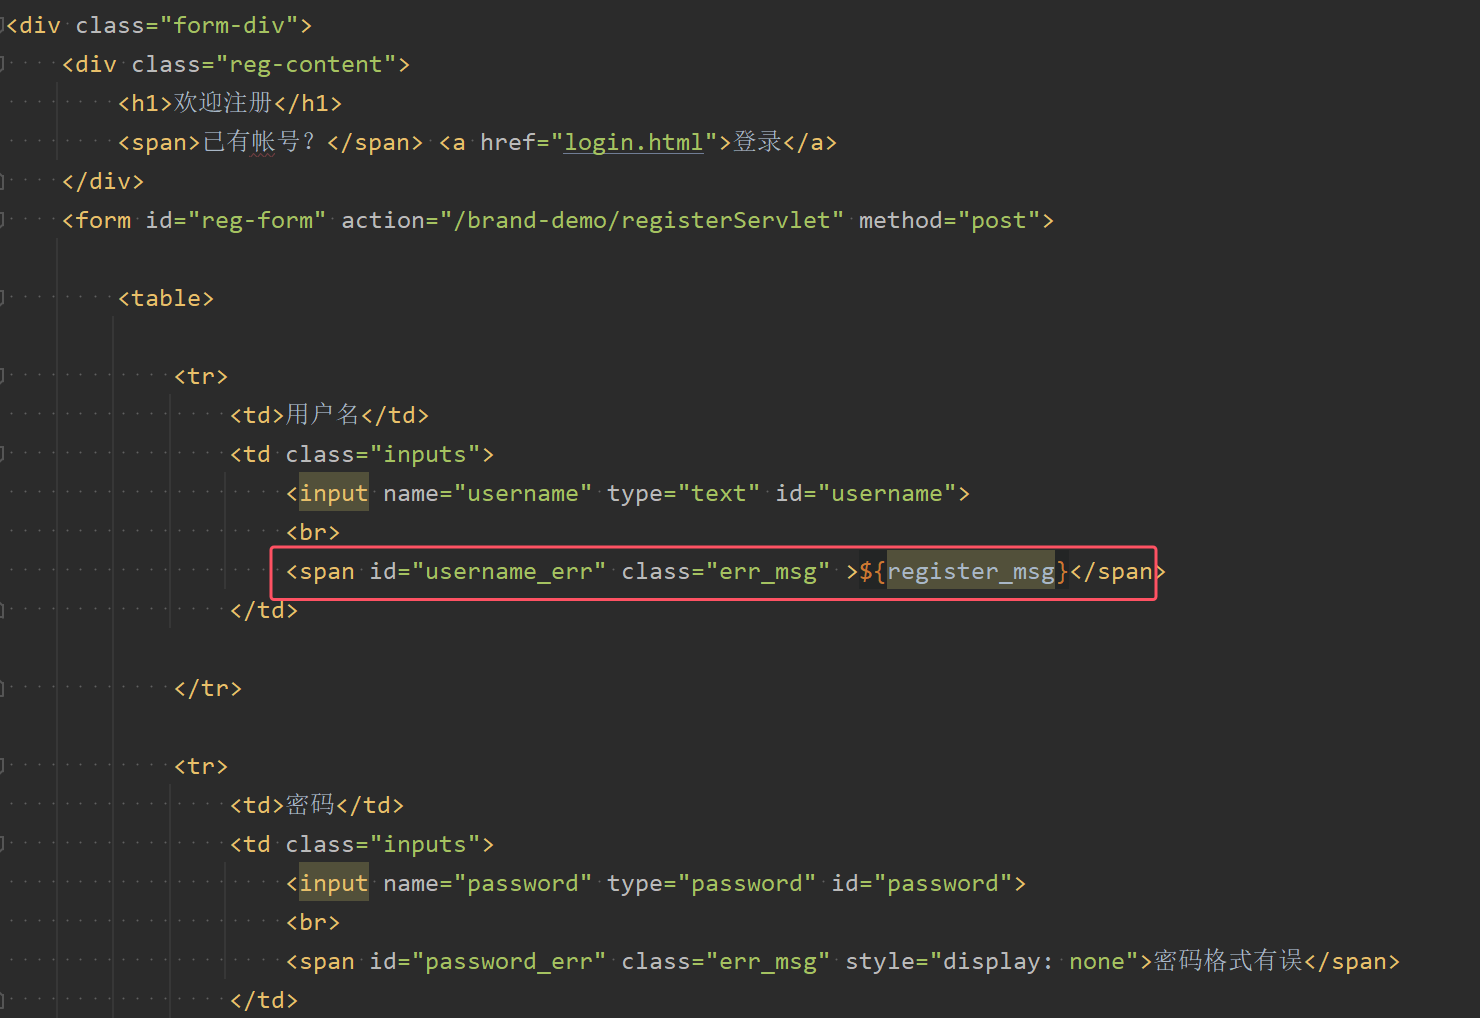 <div class="form-div">
<div class="reg-content">
<h1>欢迎注册</h1>
<span>已有帐号？</span> <a href="login.html">登录</a>
</div>
<form id="reg-form" action="/brand-demo/registerServlet" method="post">
<table>
<tr>
<td>用户名</td>
<td class="inputs">
<input name="username" type="text" id="username">
<br>
<span id="username_err" class="err_msg" >${register_msg}</span>
</td>
</tr>
<tr>
<td>密码</td>
<td class="inputs">
<input name="password" type="password" id="password">
<br>
<span id="password_err" class="err_msg" style="display: none">密码格式有误</span>
</td>